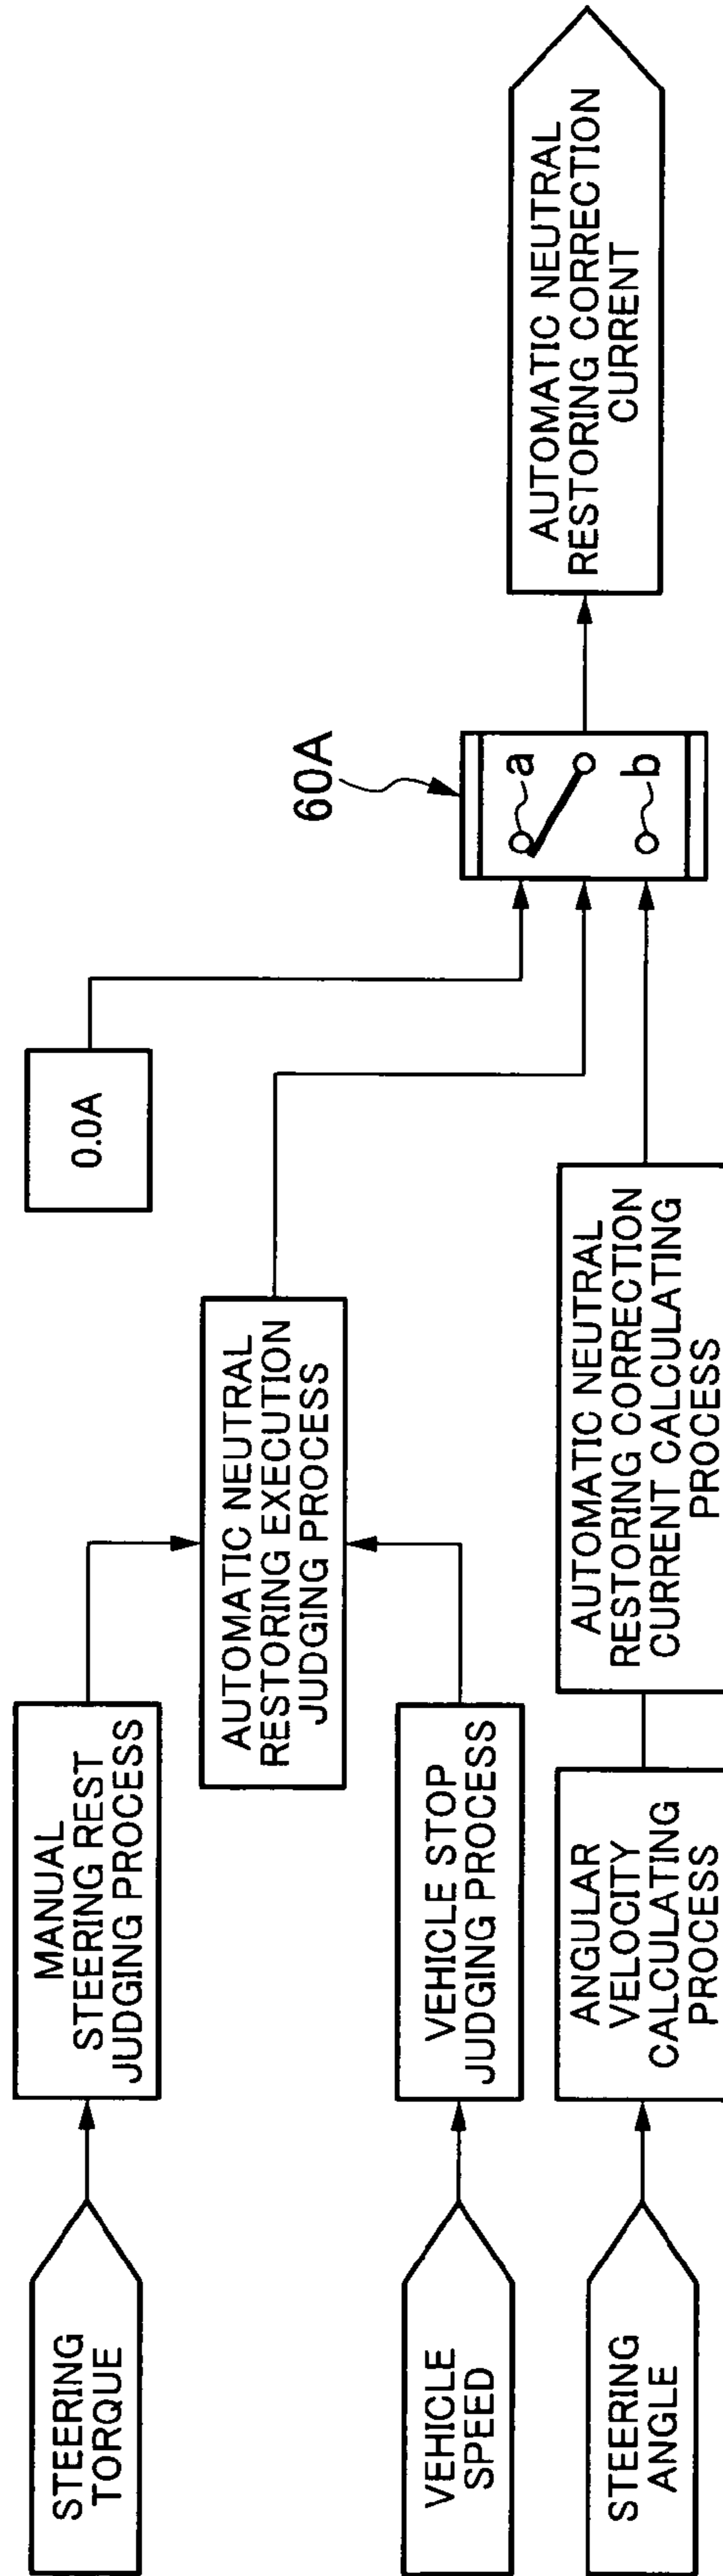 STEERING
TORQUE
MANUAL
STEERING REST
JUDGING PROCESS
0.0A
AUTOMATIC NEUTRAL
RESTORING EXECUTION
JUDGING PROCESS
60A
a
b
AUTOMATIC NEUTRAL
RESTORING CORRECTION
CURRENT
VEHICLE
SPEED
VEHICLE STOP
JUDGING PROCESS
STEERING
ANGLE
ANGULAR
VELOCITY
CALCULATING
PROCESS
AUTOMATIC NEUTRAL
RESTORING CORRECTION
CURRENT CALCULATING
PROCESS